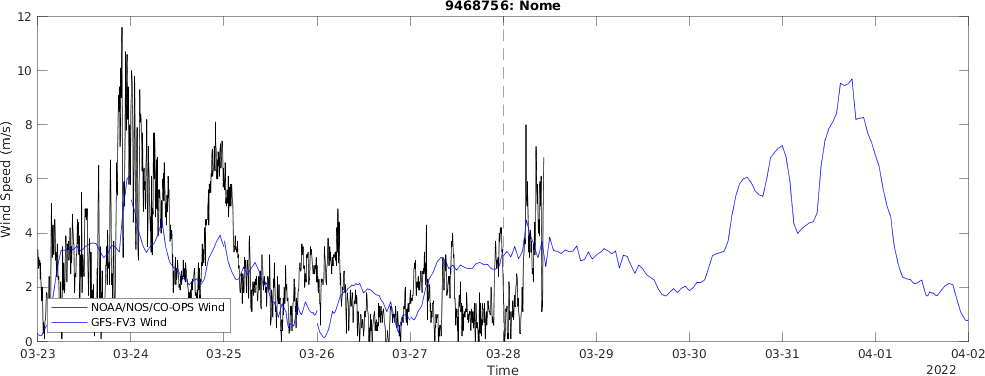 9468756: Nome
12
10
8
6
4
2
0
Wind Speed (m/s)
NOAA/NOS/CO-OPS Wind
GFS-FV3 Wind
03-23 03-24 03-25 03-26 03-27 03-28 03-29 03-30 03-31 04-01 04-02
Time
2022